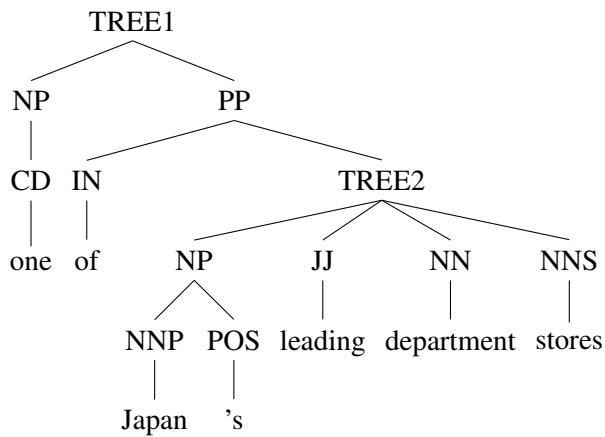 TREE1
NP PP
CD IN TREE2
one of NP JJ NN NNS
NNP POS leading department stores
Japan 's